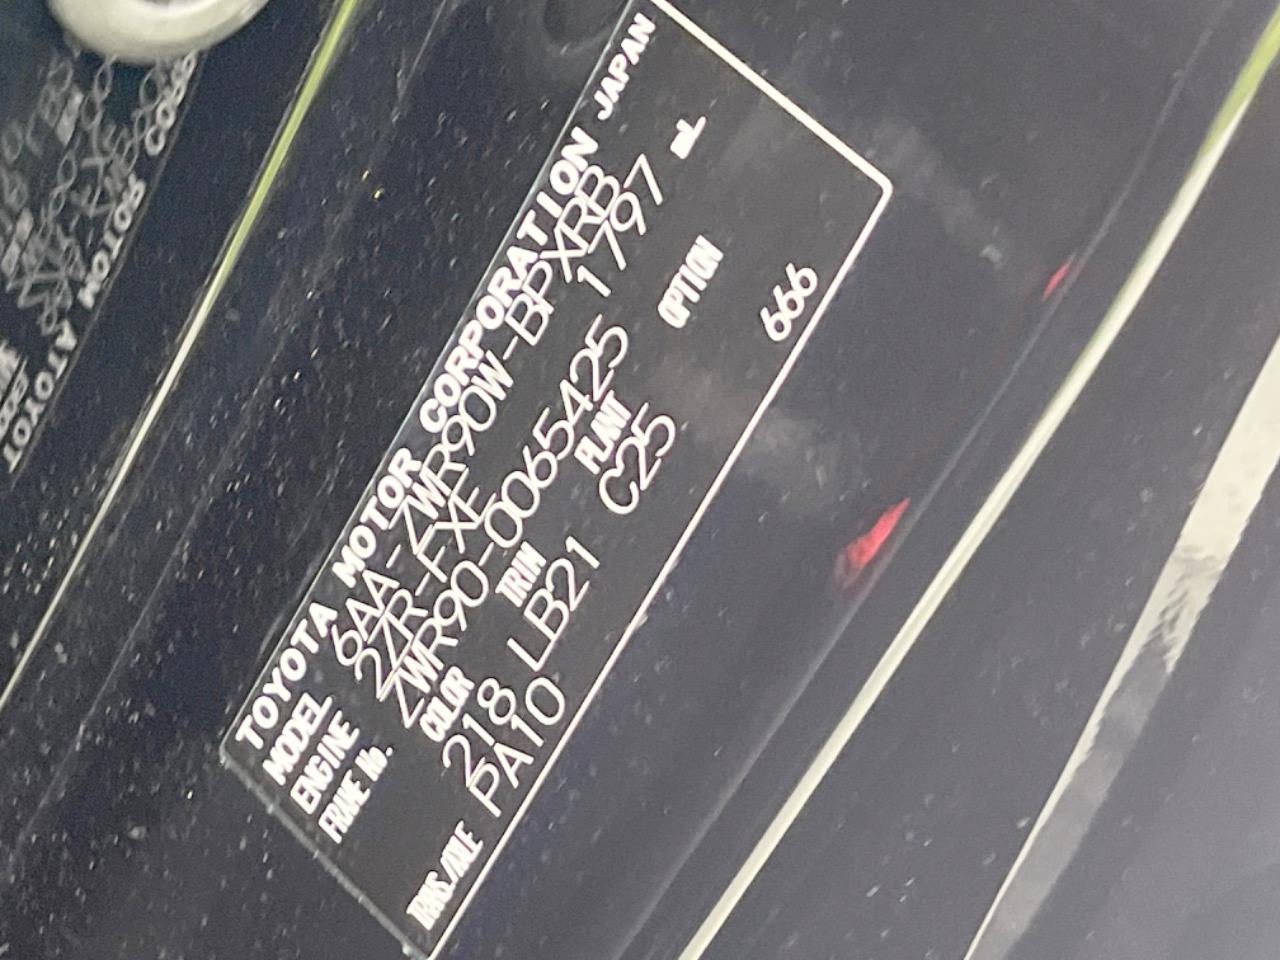 TOYOTA MOTOR CORPORATION JAPAN
MODEL 6AA-ZWR90W-BPXRB
ENGINE 2ZR-FXE 1797 mL
FRAME No. ZWR90-0065425
COLOR TRIM PLANT OPTION
218 LB21 C25
TRANS./AXLE PA10 666